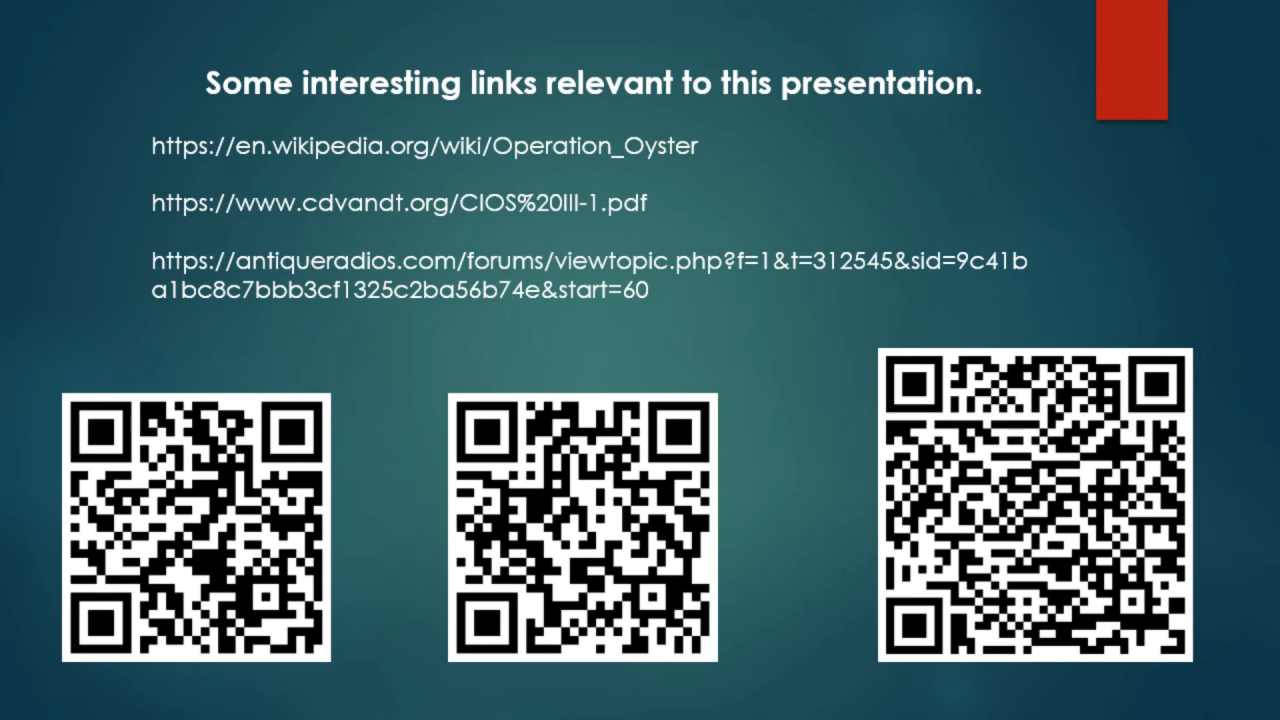 Some interesting links relevant to this presentation.
https://en.wikipedia.org/wiki/Operation_Oyster
https://www.cdvandt.org/CIOS%20III-1.pdf
https://antiqueradios.com/forums/viewtopic.php?f=1&t=312545&sid=9c41b
a1bc8c7bbb3cf1325c2ba56b74e&start=60